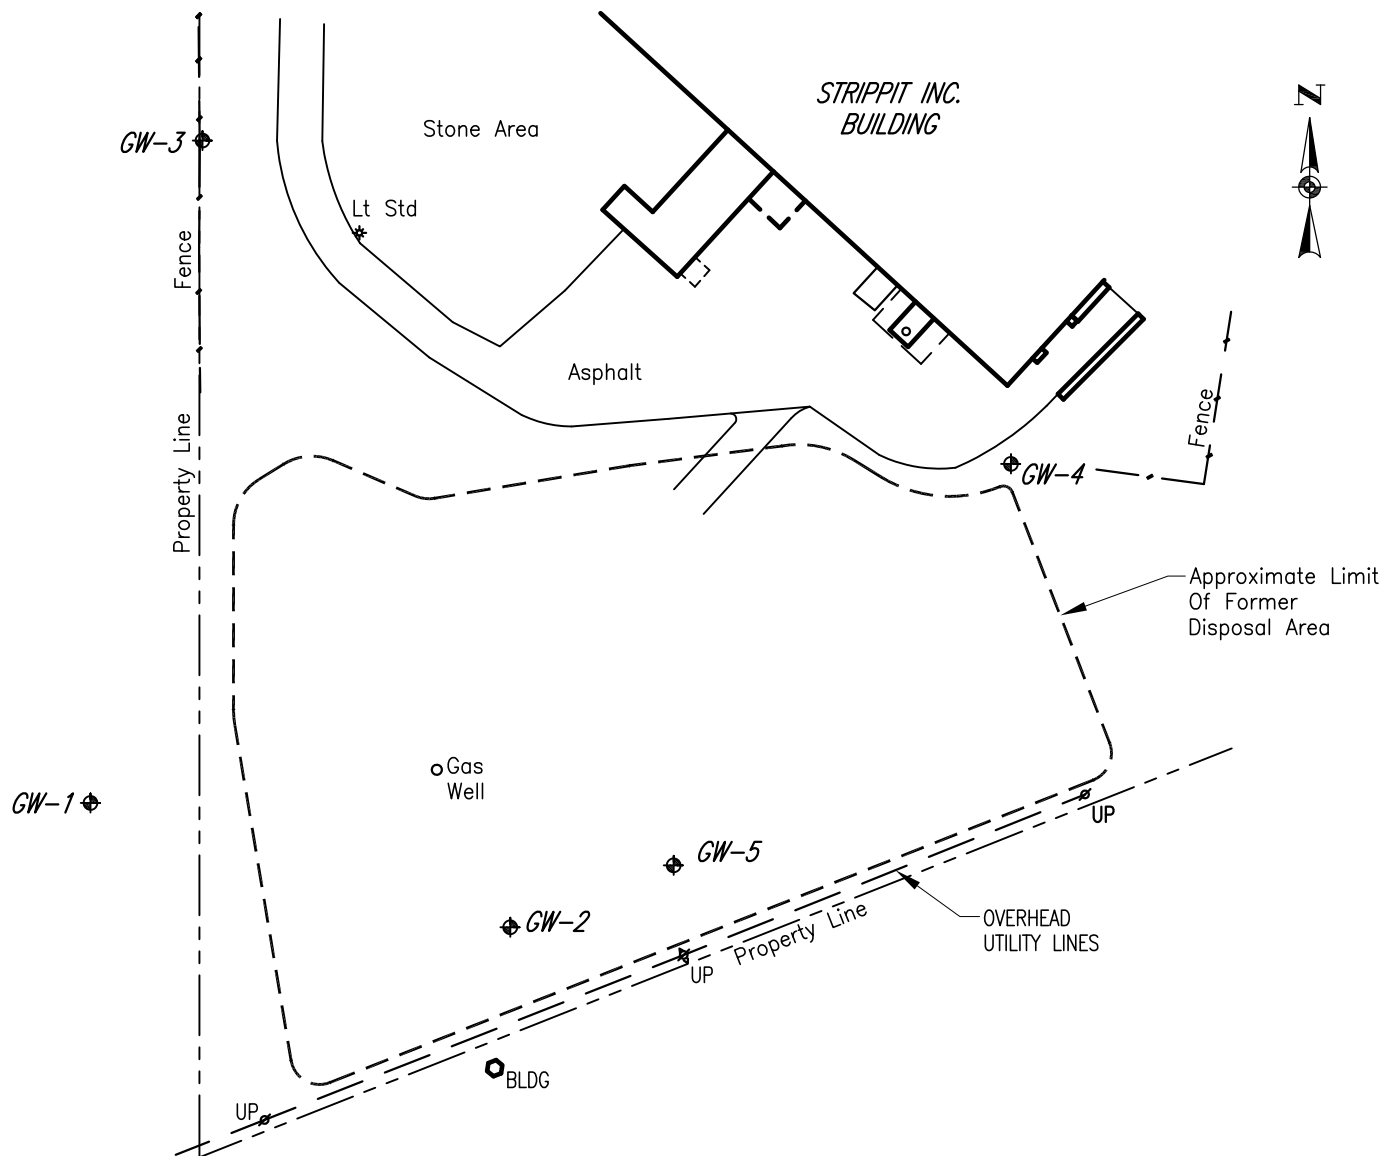 STRIPPIT INC.
BUILDING
N
Stone Area
GW-3
Lt Std
Fence
Asphalt
Fence
Property Line
GW-4
Approximate Limit
Of Former
Disposal Area
Gas
Well
GW-1
UP
GW-5
GW-2
Property Line
OVERHEAD
UTILITY LINES
UP
BLDG
UP